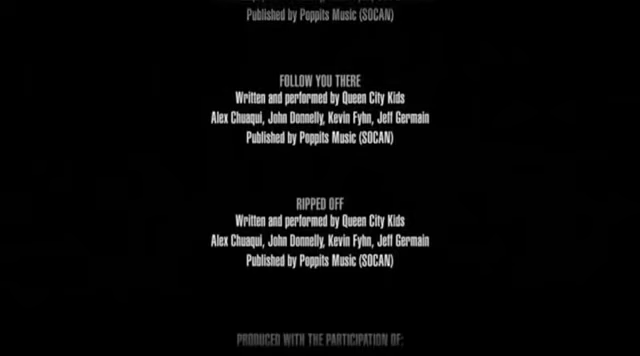 Published by Poppits Music (SOCAN)
FOLLOW YOU THERE
Written and performed by Queen City Kids
Alex Chuaqui, John Donnelly, Kevin Fyhn, Jeff Germain
Published by Poppits Music (SOCAN)
RIPPED OFF
Written and performed by Queen City Kids
Alex Chuaqui, John Donnelly, Kevin Fyhn, Jeff Germain
Published by Poppits Music (SOCAN)
PRODUCED WITH THE PARTICIPATION OF: